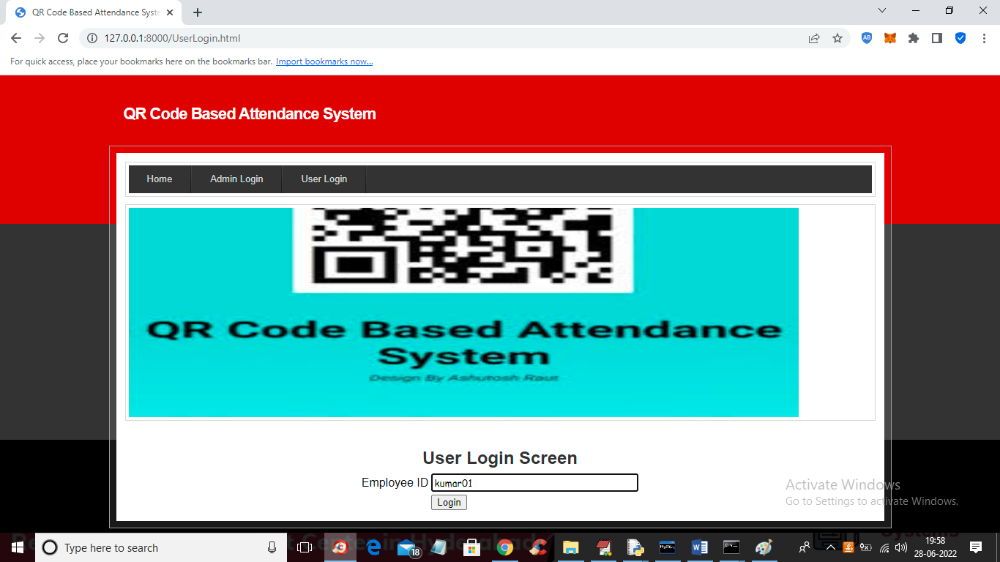 QR Code Based Attendance Syste
127.0.0.1:8000/UserLogin.html
AB
For quick access, place your bookmarks here on the bookmarks bar. Import bookmarks now...
QR Code Based Attendance System
Home Admin Login User Login
QR Code Based Attendance
System
Design By Ashutosh Raut
User Login Screen
Employee ID kumar01
Login
Activate Windows
Go to Settings to activate Windows.
Systems
Type here to search
18
MySQL
19:58
28-06-2022